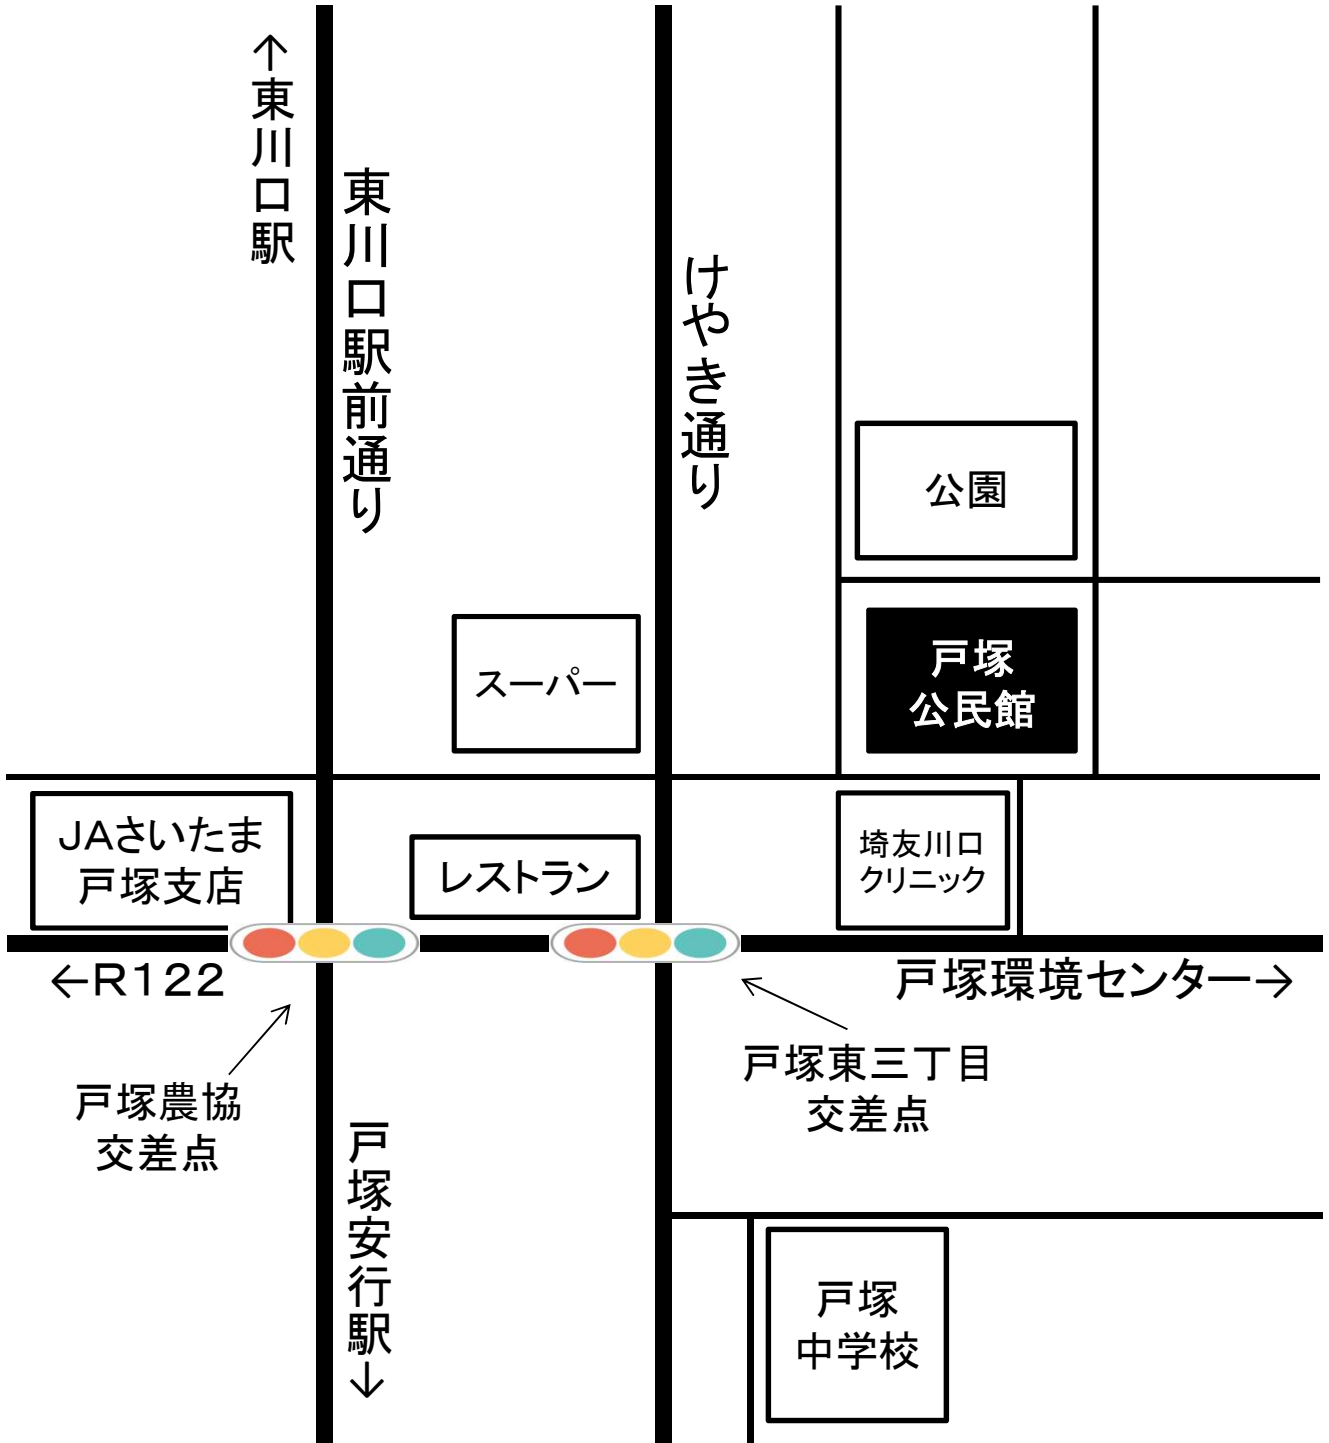 ↑東川口駅
東川口駅前通り
けやき通り
公園
スーパー
戸塚
公民館
JAさいたま
戸塚支店
レストラン
埼友川口
クリニック
←R122
戸塚環境センター→
戸塚農協
交差点
戸塚東三丁目
交差点
戸塚安行駅↓
戸塚
中学校